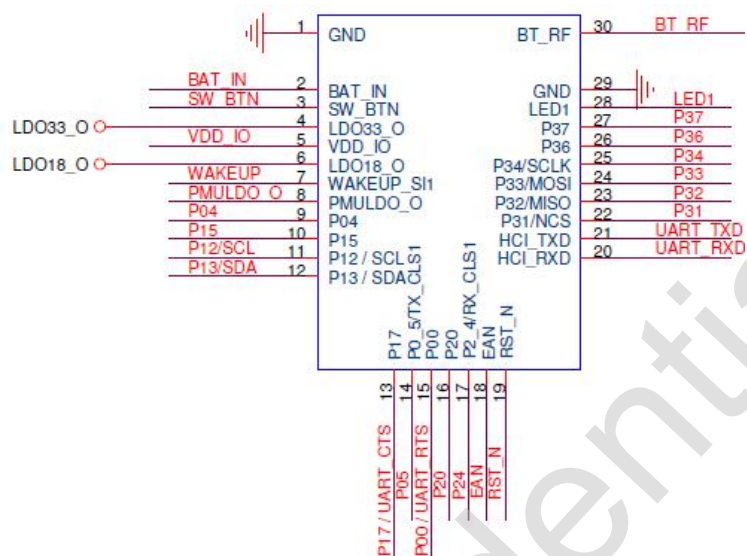 1 GND BT_RF 30 BT_RF
BAT_IN 2 BAT_IN GND 29
SW_BTN 3 SW_BTN LED1 28 LED1
LDO33_O 4 LDO33_O P37 27 P37
VDD_IO 5 VDD_IO P36 26 P36
LDO18_O 6 LDO18_O P34/SCLK 25 P34
WAKEUP 7 WAKEUP_SI1 P33/MOSI 24 P33
PMULDO_O 8 PMULDO_O P32/MISO 23 P32
P04 9 P04 P31/NCS 22 P31
P15 10 P15 HCI_TXD 21 UART_TXD
P12/SCL 11 P12 / SCL HCI_RXD 20 UART_RXD
P13/SDA 12 P13 / SDA
P17 P0_5/TX_CLS1 P00 P20 P2_4/RX_CLS1 EAN RST_N
13 14 15 16 17 18 19
P17 / UART_CTS P05 P00 / UART_RTS P20 P24 EAN RST_N